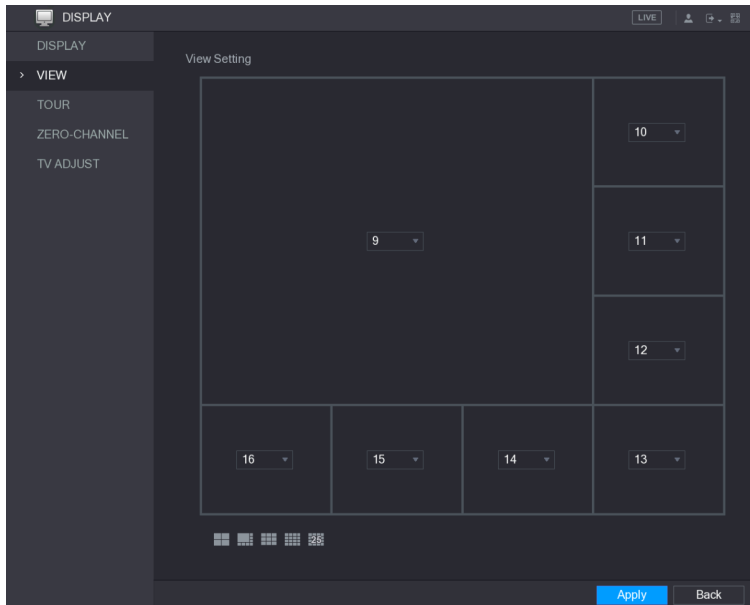 DISPLAY
LIVE
DISPLAY
VIEW
TOUR
ZERO-CHANNEL
TV ADJUST
View Setting
10
9
11
12
16
15
14
13
25
Apply
Back